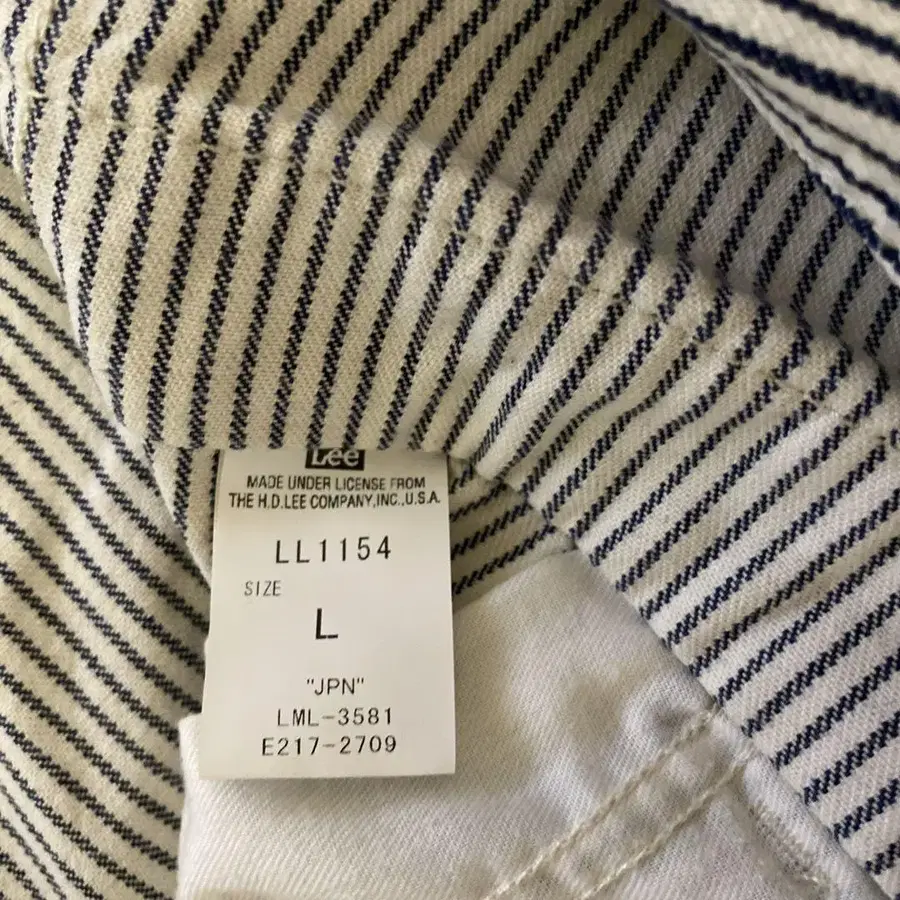 Lee
MADE UNDER LICENSE FROM
THE H.D.LEE COMPANY,INC.,U.S.A.
LL1154
SIZE
L
"JPN"
LML-3581
E217-2709